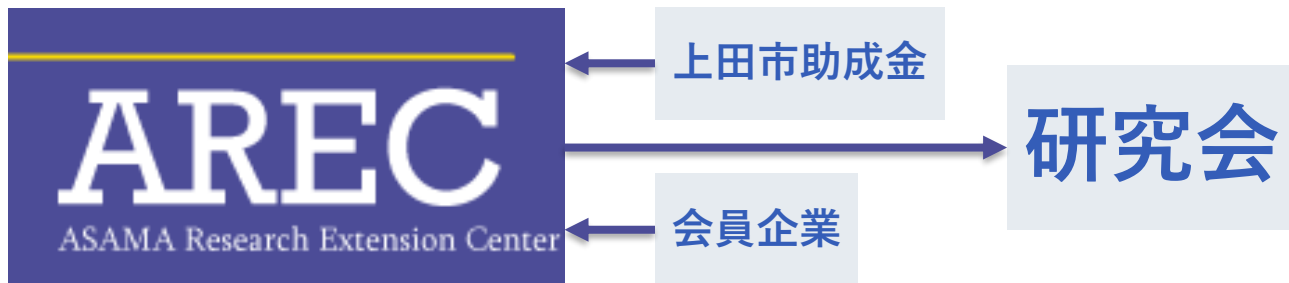 AREC
ASAMA Research Extension Center
上田市助成金
会員企業
研究会